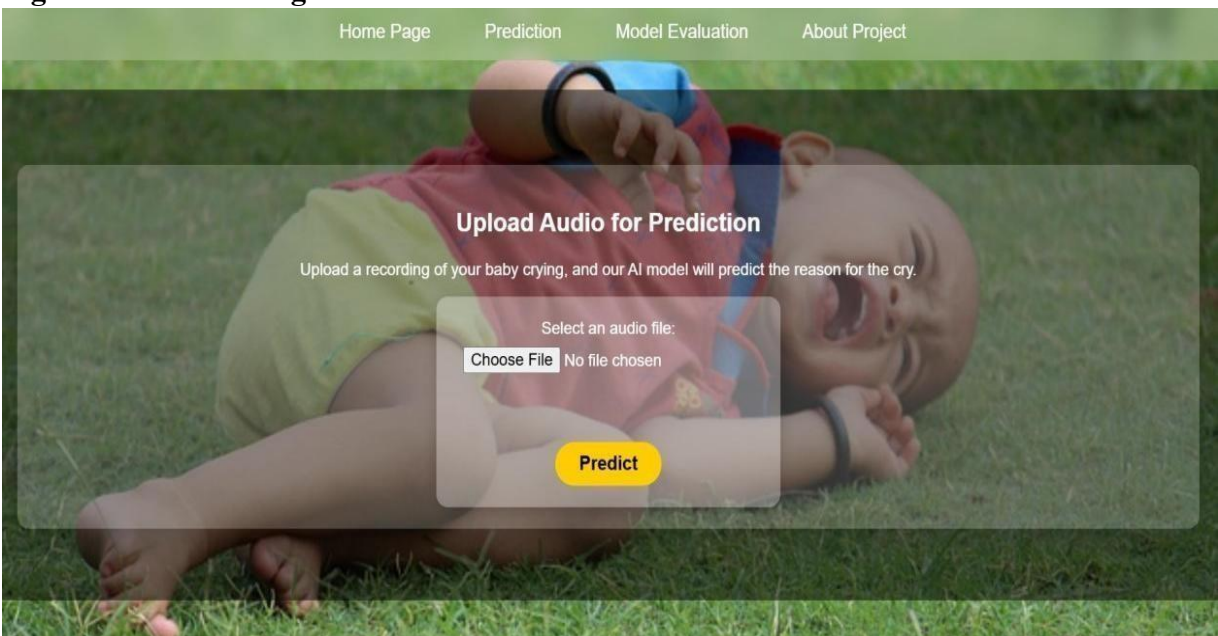 Home Page Prediction Model Evaluation About Project
Upload Audio for Prediction
Upload a recording of your baby crying, and our AI model will predict the reason for the cry.
Select an audio file:
Choose File No file chosen
Predict